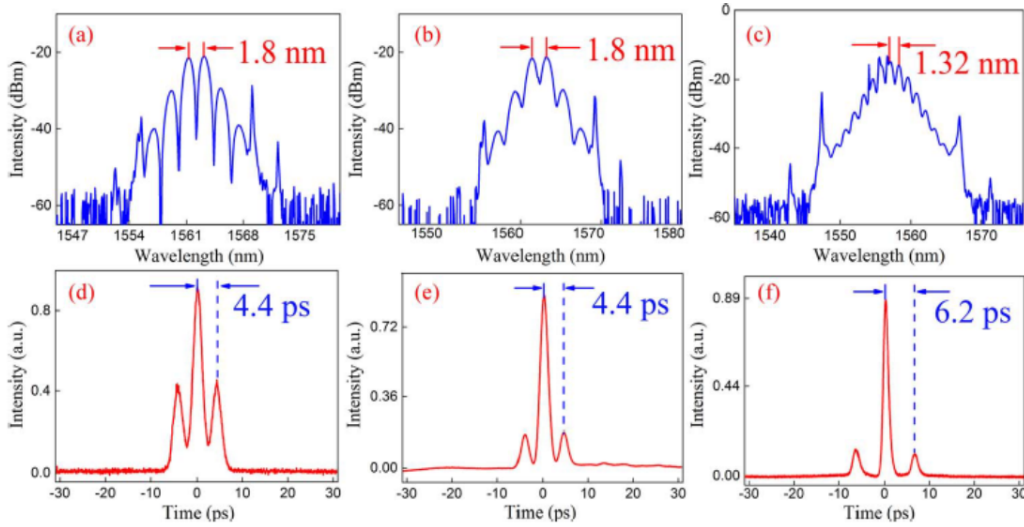 (a)
1.8 nm
Intensity (dBm)
-20
-40
-60
1547
1554
1561
1568
1575
Wavelength (nm)
(b)
1.8 nm
Intensity (dBm)
-20
-40
-60
1550
1560
1570
1580
Wavelength (nm)
(c)
1.32 nm
Intensity (dBm)
0
-20
-40
-60
1540
1550
1560
1570
Wavelength (nm)
(d)
4.4 ps
Intensity (a.u.)
0.8
0.4
0.0
-30
-20
-10
0
10
20
30
Time (ps)
(e)
4.4 ps
Intensity (a.u.)
0.72
0.36
0.00
-30
-20
-10
0
10
20
30
Time (ps)
(f)
6.2 ps
Intensity (a.u.)
0.89
0.44
0.00
-30
-20
-10
0
10
20
30
Time (ps)